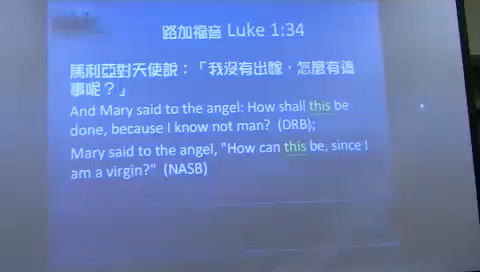 路加福音 Luke 1:34
馬利亞對天使說：「我沒有出嫁，怎麼有這
事呢？」
And Mary said to the angel: How shall this be
done, because I know not man? (DRB);
Mary said to the angel, "How can this be, since I
am a virgin?" (NASB)